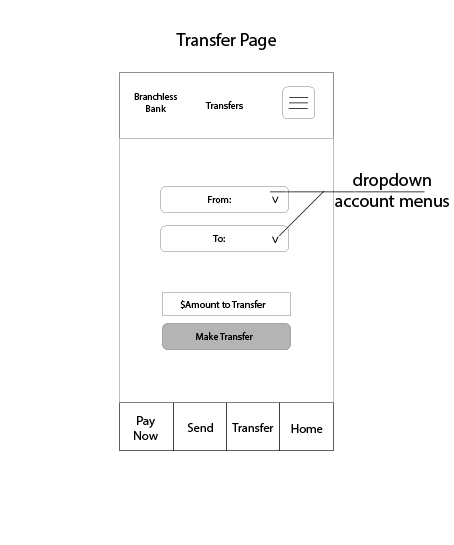 Transfer Page
Branchless
Bank
Transfers
From:
v
dropdown
account menus
To:
v
$Amount to Transfer
Make Transfer
Pay
Now
Send
Transfer
Home